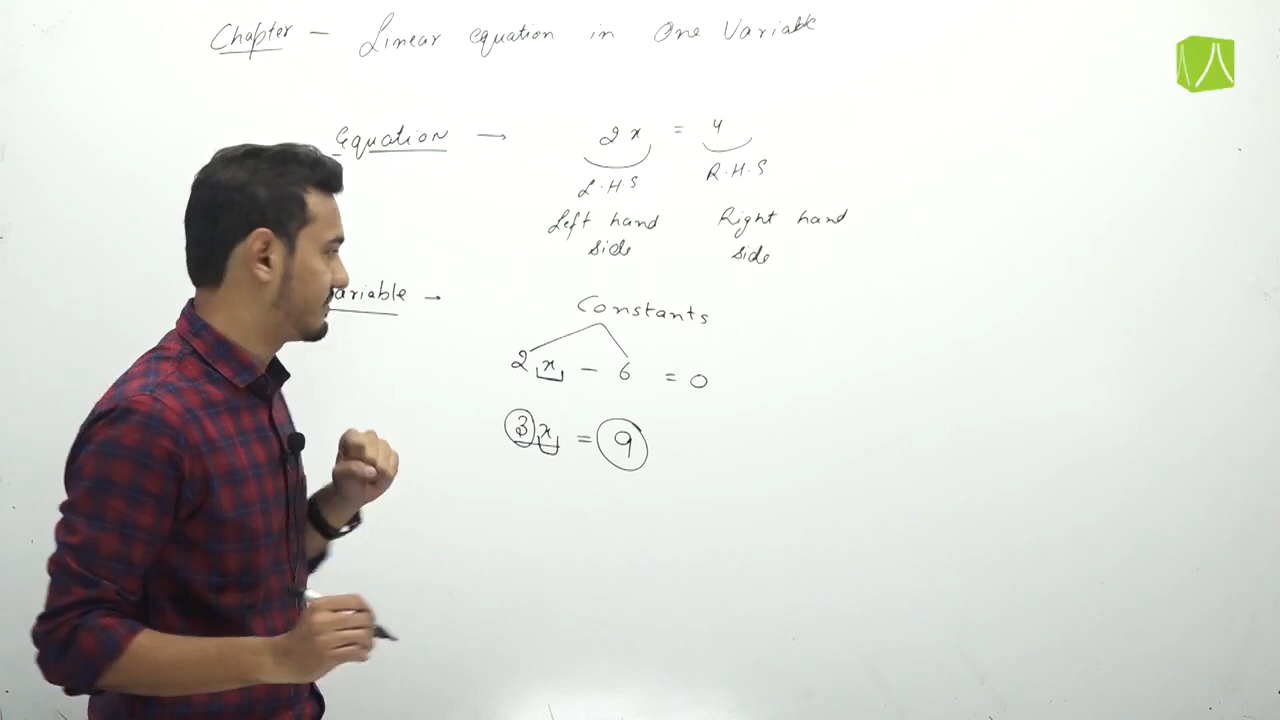 Chapter - Linear equation in One Variable
Equation → 2x = 4
L.H.S R.H.S
Left hand side Right hand side
ariable → Constants
2x - 6 = 0
3x = 9